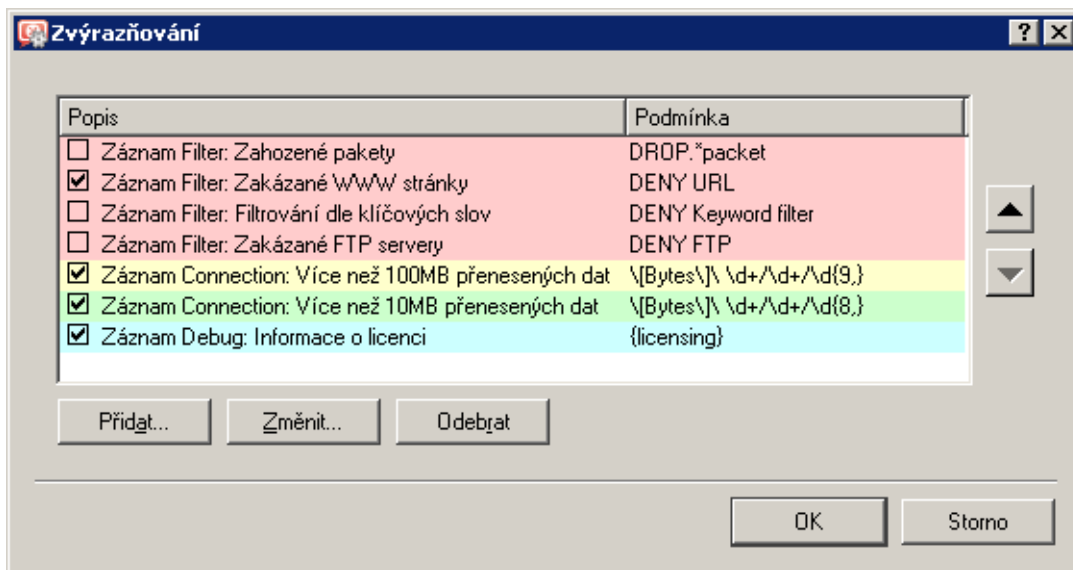 Zvýrazňování
Popis Podmínka
Záznam Filter: Zahozené pakety DROP.*packet
Záznam Filter: Zakázané WWW stránky DENY URL
Záznam Filter: Filtrování dle klíčových slov DENY Keyword filter
Záznam Filter: Zakázané FTP servery DENY FTP
Záznam Connection: Více než 100MB přenesených dat \[Bytes\]\ \d+/\d+/\d{9,}
Záznam Connection: Více než 10MB přenesených dat \[Bytes\]\ \d+/\d+/\d{8,}
Záznam Debug: Informace o licenci {licensing}
Přidat... Změnit... Odebrat
OK Storno